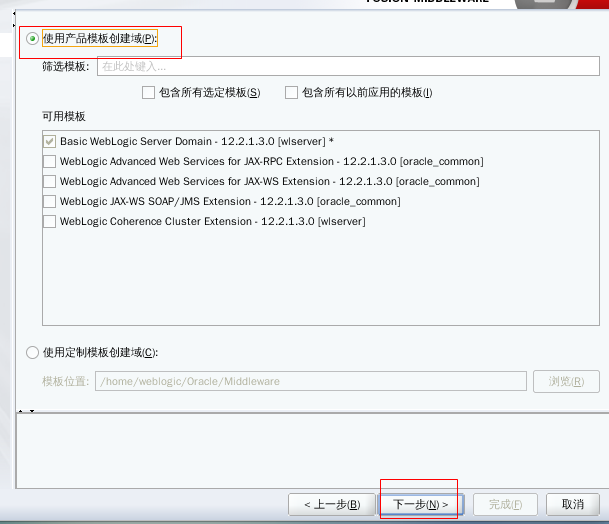 FUSION MIDDLEWARE
使用产品模板创建域(P):
筛选模板: 在此处键入...
包含所有选定模板(S) 包含所有以前应用的模板(I)
可用模板
Basic WebLogic Server Domain - 12.2.1.3.0 [wlserver] *
WebLogic Advanced Web Services for JAX-RPC Extension - 12.2.1.3.0 [oracle_common]
WebLogic Advanced Web Services for JAX-WS Extension - 12.2.1.3.0 [oracle_common]
WebLogic JAX-WS SOAP/JMS Extension - 12.2.1.3.0 [oracle_common]
WebLogic Coherence Cluster Extension - 12.2.1.3.0 [wlserver]
使用定制模板创建域(C):
模板位置: /home/weblogic/Oracle/Middleware 浏览(R)
< 上一步(B) 下一步(N) > 完成(F) 取消